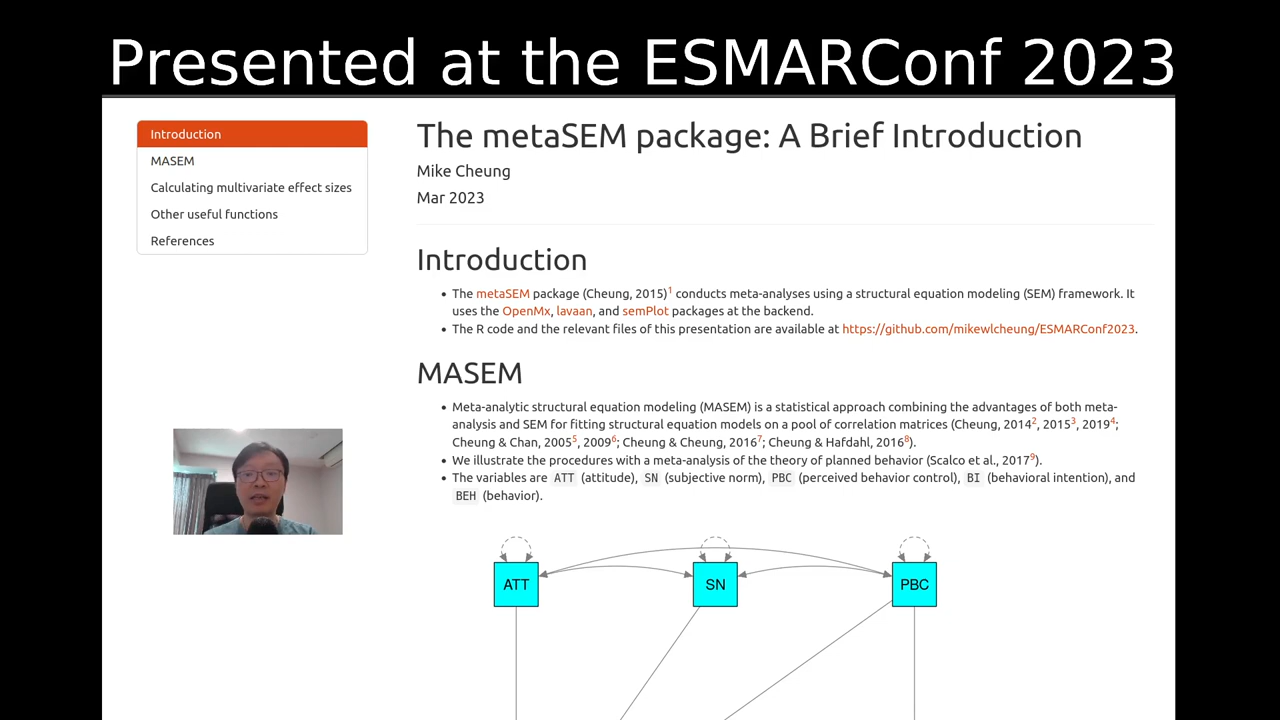 Presented at the ESMARConf 2023
Introduction
MASEM
Calculating multivariate effect sizes
Other useful functions
References
The metaSEM package: A Brief Introduction
Mike Cheung
Mar 2023
Introduction
• The metaSEM package (Cheung, 2015)1 conducts meta-analyses using a structural equation modeling (SEM) framework. It
uses the OpenMx, lavaan, and semPlot packages at the backend.
• The R code and the relevant files of this presentation are available at https://github.com/mikewlcheung/ESMARConf2023.
MASEM
• Meta-analytic structural equation modeling (MASEM) is a statistical approach combining the advantages of both meta-
analysis and SEM for fitting structural equation models on a pool of correlation matrices (Cheung, 20142, 20153, 20194;
Cheung & Chan, 20055, 20096; Cheung & Cheung, 20167; Cheung & Hafdahl, 20168).
• We illustrate the procedures with a meta-analysis of the theory of planned behavior (Scalco et al., 20179).
• The variables are ATT (attitude), SN (subjective norm), PBC (perceived behavior control), BI (behavioral intention), and
BEH (behavior).
ATT SN PBC